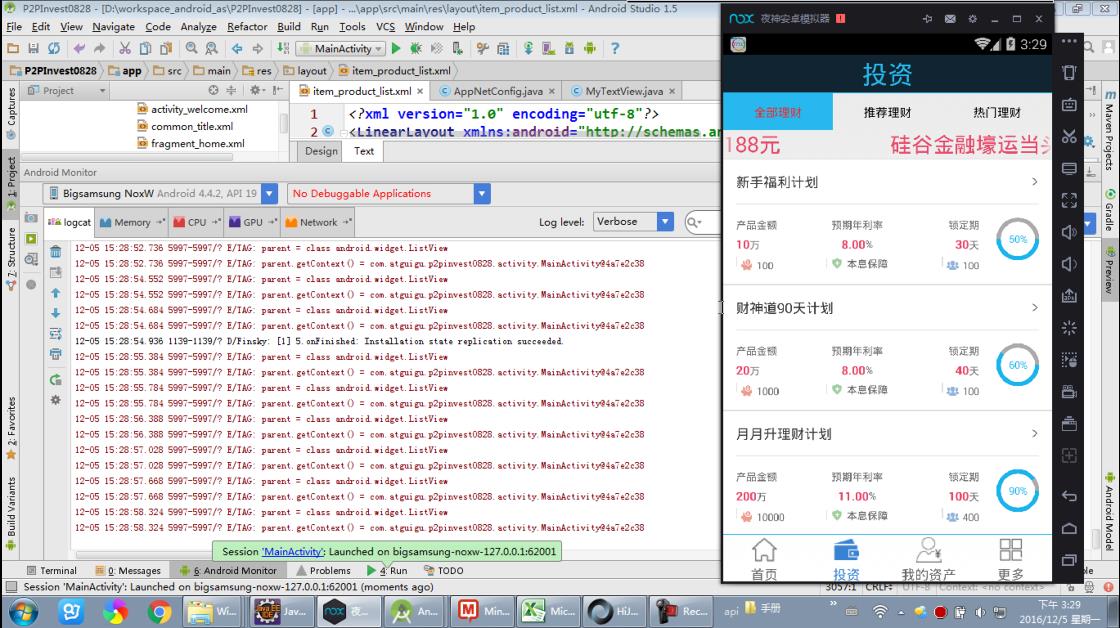 P2PInvest0828 - [D:\workspace_android_as\P2PInvest0828] - [app] - ...\app\src\main\res\layout\item_product_list.xml - Android Studio 1.5
File Edit View Navigate Code Analyze Refactor Build Run Tools VCS Window Help
MainActivity
P2PInvest0828 app src main res layout item_product_list.xml
Project
activity_welcome.xml
common_title.xml
fragment_home.xml
item_product_list.xml AppNetConfig.java MyTextView.java
1 <?xml version="1.0" encoding="utf-8"?>
2 <LinearLayout xmlns:android="http://schemas.an
Design Text
Android Monitor
Bigsamsung NoxW Android 4.4.2, API 19 No Debuggable Applications
logcat Memory CPU GPU Network Log level: Verbose
12-05 15:28:52.736 5997-5997/? E/TAG: parent = class android.widget.ListView
12-05 15:28:52.736 5997-5997/? E/TAG: parent.getContext() = com.atguigu.p2pinvest0828.activity.MainActivity@4a7e2c38
12-05 15:28:54.552 5997-5997/? E/TAG: parent = class android.widget.ListView
12-05 15:28:54.552 5997-5997/? E/TAG: parent.getContext() = com.atguigu.p2pinvest0828.activity.MainActivity@4a7e2c38
12-05 15:28:54.684 5997-5997/? E/TAG: parent = class android.widget.ListView
12-05 15:28:54.684 5997-5997/? E/TAG: parent.getContext() = com.atguigu.p2pinvest0828.activity.MainActivity@4a7e2c38
12-05 15:28:54.936 1139-1139/? D/Finsky: [1] 5.onFinished: Installation state replication succeeded.
12-05 15:28:55.384 5997-5997/? E/TAG: parent = class android.widget.ListView
12-05 15:28:55.384 5997-5997/? E/TAG: parent.getContext() = com.atguigu.p2pinvest0828.activity.MainActivity@4a7e2c38
12-05 15:28:55.784 5997-5997/? E/TAG: parent = class android.widget.ListView
12-05 15:28:55.784 5997-5997/? E/TAG: parent.getContext() = com.atguigu.p2pinvest0828.activity.MainActivity@4a7e2c38
12-05 15:28:56.388 5997-5997/? E/TAG: parent = class android.widget.ListView
12-05 15:28:56.388 5997-5997/? E/TAG: parent.getContext() = com.atguigu.p2pinvest0828.activity.MainActivity@4a7e2c38
12-05 15:28:57.028 5997-5997/? E/TAG: parent = class android.widget.ListView
12-05 15:28:57.028 5997-5997/? E/TAG: parent.getContext() = com.atguigu.p2pinvest0828.activity.MainActivity@4a7e2c38
12-05 15:28:57.668 5997-5997/? E/TAG: parent = class android.widget.ListView
12-05 15:28:57.668 5997-5997/? E/TAG: parent.getContext() = com.atguigu.p2pinvest0828.activity.MainActivity@4a7e2c38
12-05 15:28:58.324 5997-5997/? E/TAG: parent = class android.widget.ListView
12-05 15:28:58.324 5997-5997/? E/TAG: parent.getContext() = com.atguigu.p2pinvest0828.activity.MainActivity@4a7e2c38
Session 'MainActivity': Launched on bigsamsung-noxw-127.0.0.1:62001
Terminal 0: Messages 6: Android Monitor Problems 4: Run TODO
Session 'MainActivity': Launched on bigsamsung-noxw-127.0.0.1:62001 (moments ago)
3057:1 CRLF÷ UTF-8 Context: <no context>
Captures
1: Project
7: Structure
2: Favorites
Build Variants
Maven Projects
Gradle
Preview
Android Model
nox 夜神安卓模拟器
3:29
投资
全部理财 推荐理财 热门理财
188元 硅谷金融壕运当头
新手福利计划
产品金额 预期年利率 锁定期
10万 8.00% 30天 50%
100 本息保障 100
财神道90天计划
产品金额 预期年利率 锁定期
20万 8.00% 40天 60%
1000 本息保障 100
月月升理财计划
产品金额 预期年利率 锁定期
200万 11.00% 100天 90%
10000 本息保障 400
首页 投资 我的资产 更多
Wi... Jav... 夜... An... Min... Mic... HiJ... Rec... api 手册
下午 3:29
2016/12/5 星期一